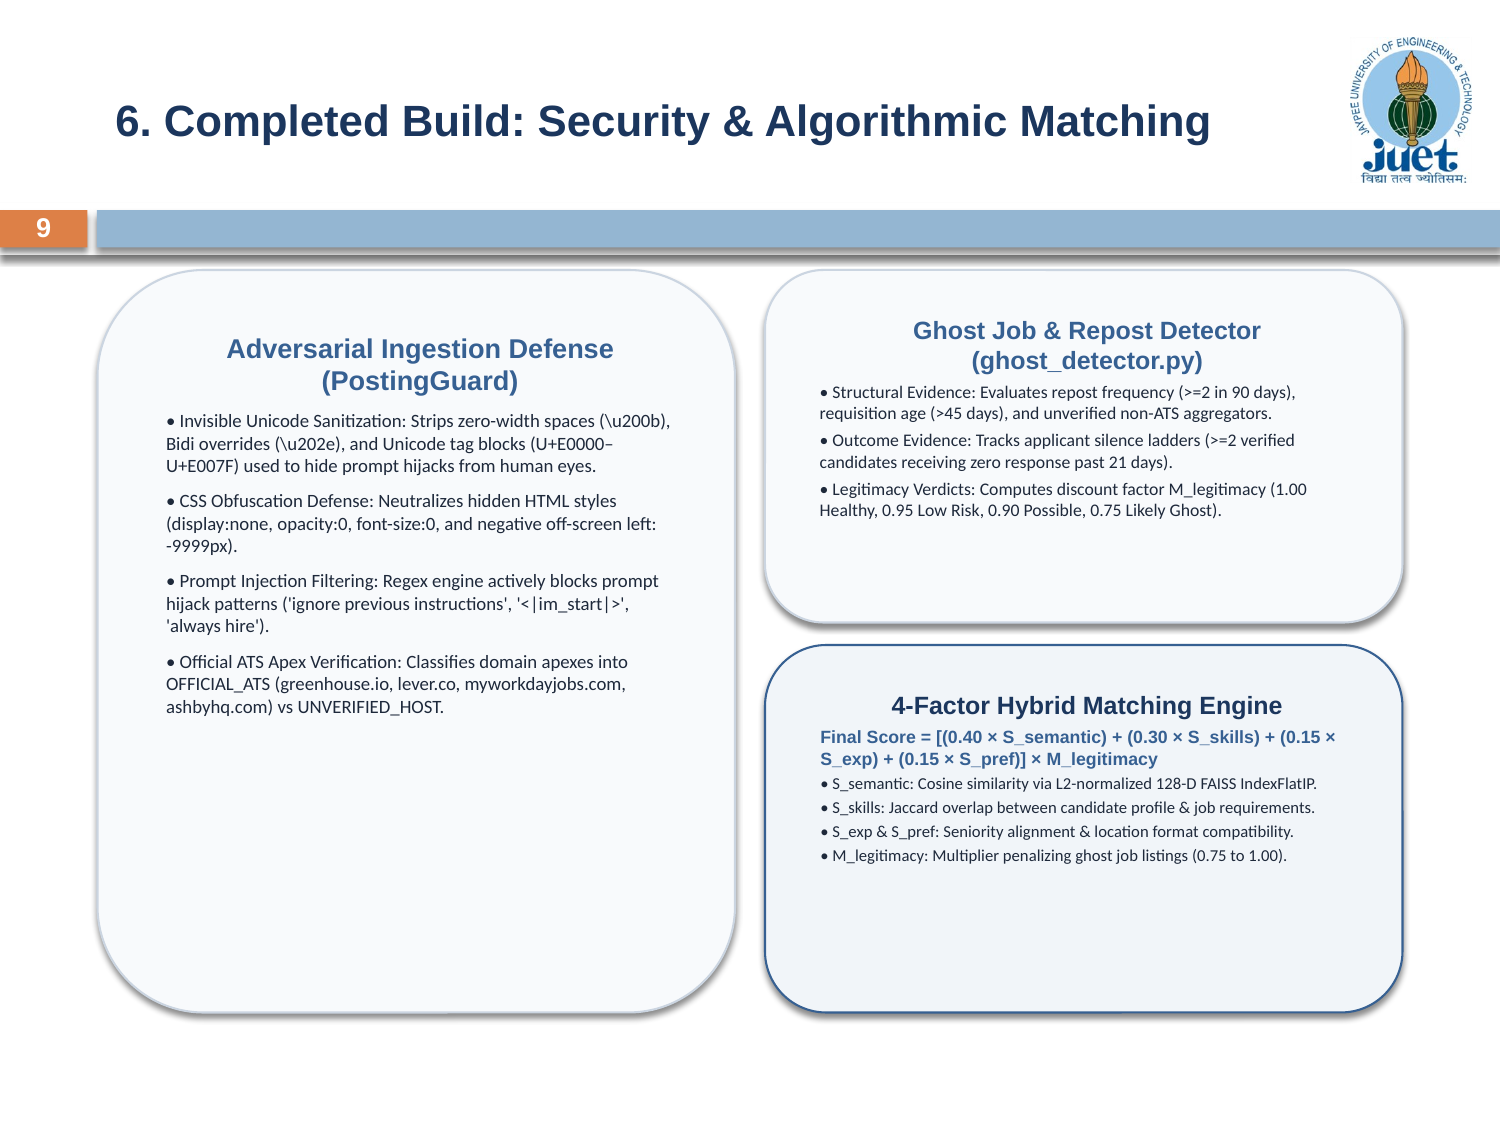 6. Completed Build: Security & Algorithmic Matching
JAYPEE UNIVERSITY OF ENGINEERING & TECHNOLOGY
juet
विद्या तत्व ज्योतिसम:
9
Adversarial Ingestion Defense
(PostingGuard)
• Invisible Unicode Sanitization: Strips zero-width spaces (\u200b),
Bidi overrides (\u202e), and Unicode tag blocks (U+E0000–
U+E007F) used to hide prompt hijacks from human eyes.
• CSS Obfuscation Defense: Neutralizes hidden HTML styles
(display:none, opacity:0, font-size:0, and negative off-screen left:
-9999px).
• Prompt Injection Filtering: Regex engine actively blocks prompt
hijack patterns ('ignore previous instructions', '<|im_start|>',
'always hire').
• Official ATS Apex Verification: Classifies domain apexes into
OFFICIAL_ATS (greenhouse.io, lever.co, myworkdayjobs.com,
ashbyhq.com) vs UNVERIFIED_HOST.
Ghost Job & Repost Detector
(ghost_detector.py)
• Structural Evidence: Evaluates repost frequency (>=2 in 90 days),
requisition age (>45 days), and unverified non-ATS aggregators.
• Outcome Evidence: Tracks applicant silence ladders (>=2 verified
candidates receiving zero response past 21 days).
• Legitimacy Verdicts: Computes discount factor M_legitimacy (1.00
Healthy, 0.95 Low Risk, 0.90 Possible, 0.75 Likely Ghost).
4-Factor Hybrid Matching Engine
Final Score = [(0.40 × S_semantic) + (0.30 × S_skills) + (0.15 ×
S_exp) + (0.15 × S_pref)] × M_legitimacy
• S_semantic: Cosine similarity via L2-normalized 128-D FAISS IndexFlatIP.
• S_skills: Jaccard overlap between candidate profile & job requirements.
• S_exp & S_pref: Seniority alignment & location format compatibility.
• M_legitimacy: Multiplier penalizing ghost job listings (0.75 to 1.00).